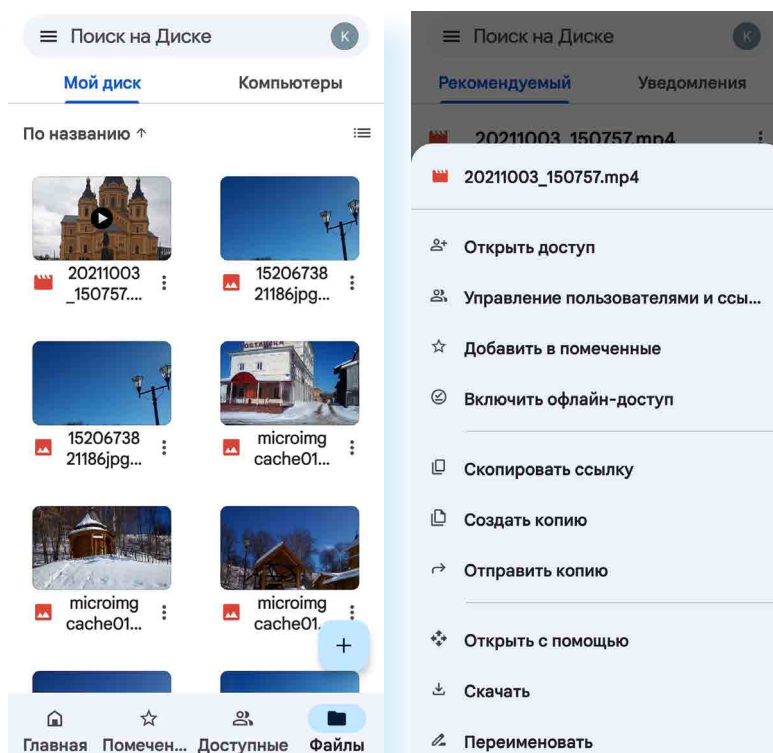 Поиск на Диске
K
Мой диск
Компьютеры
По названию ↑
20211003
_150757....
15206738
21186jpg...
15206738
21186jpg...
microimg
cache01...
microimg
cache01...
microimg
cache01...
+
Главная
Помечен...
Доступные
Файлы
Поиск на Диске
K
Рекомендуемый
Уведомления
20211003_150757.mp4
20211003_150757.mp4
Открыть доступ
Управление пользователями и ссы...
Добавить в помеченные
Включить офлайн-доступ
Скопировать ссылку
Создать копию
Отправить копию
Открыть с помощью
Скачать
Переименовать